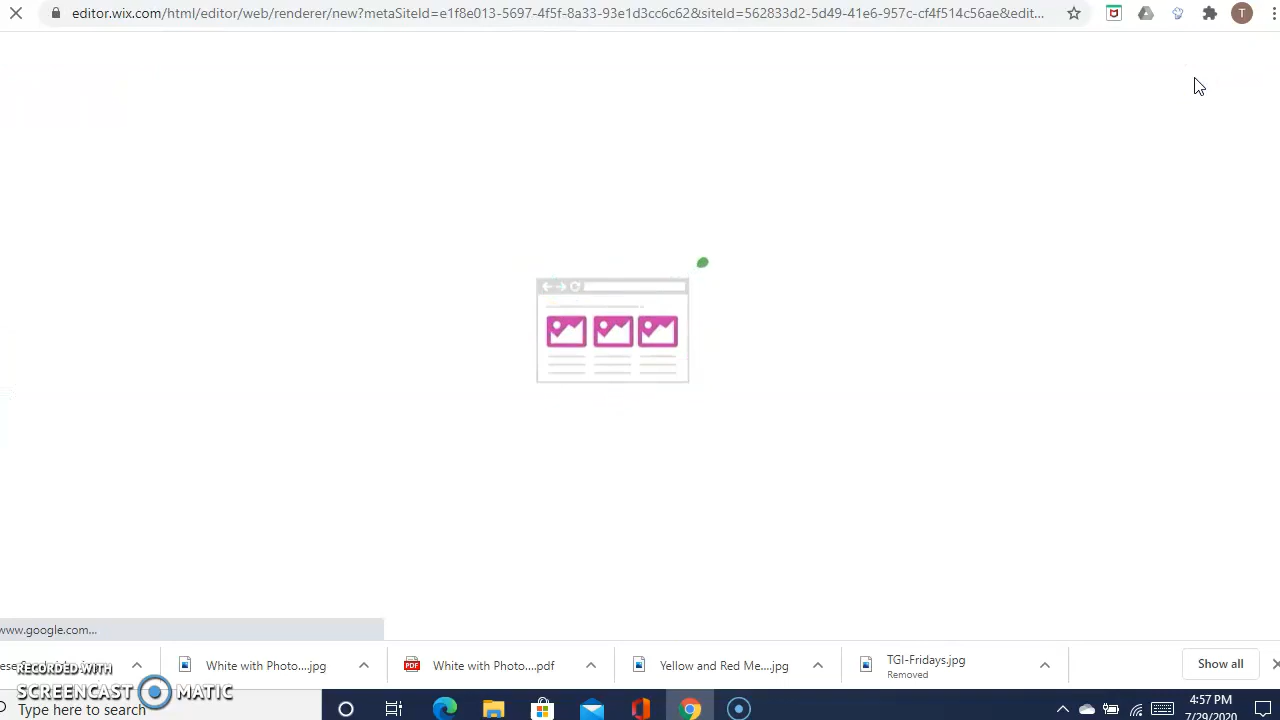 editor.wix.com/html/editor/web/renderer/new?metaSiteId=e1f8e013-5697-4f5f-8a33-93e1d3cc6c62&siteId=562833d2-5d49-41e6-957c-cf4f514c56ae&edit...
T
www.google.com...
White with Photo....jpg
PDF
White with Photo....pdf
Yellow and Red Me....jpg
TGI-Fridays.jpg
Removed
Show all
RECORDED WITH
SCREENCAST MATIC
Type here to search
4:57 PM
7/29/2020